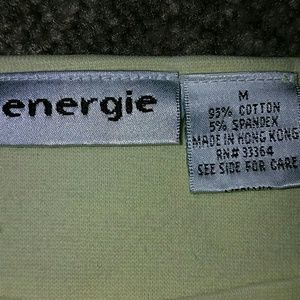 energie
M
95% COTTON
5% SPANDEX
MADE IN HONG KONG
RN# 33364
SEE SIDE FOR CARE